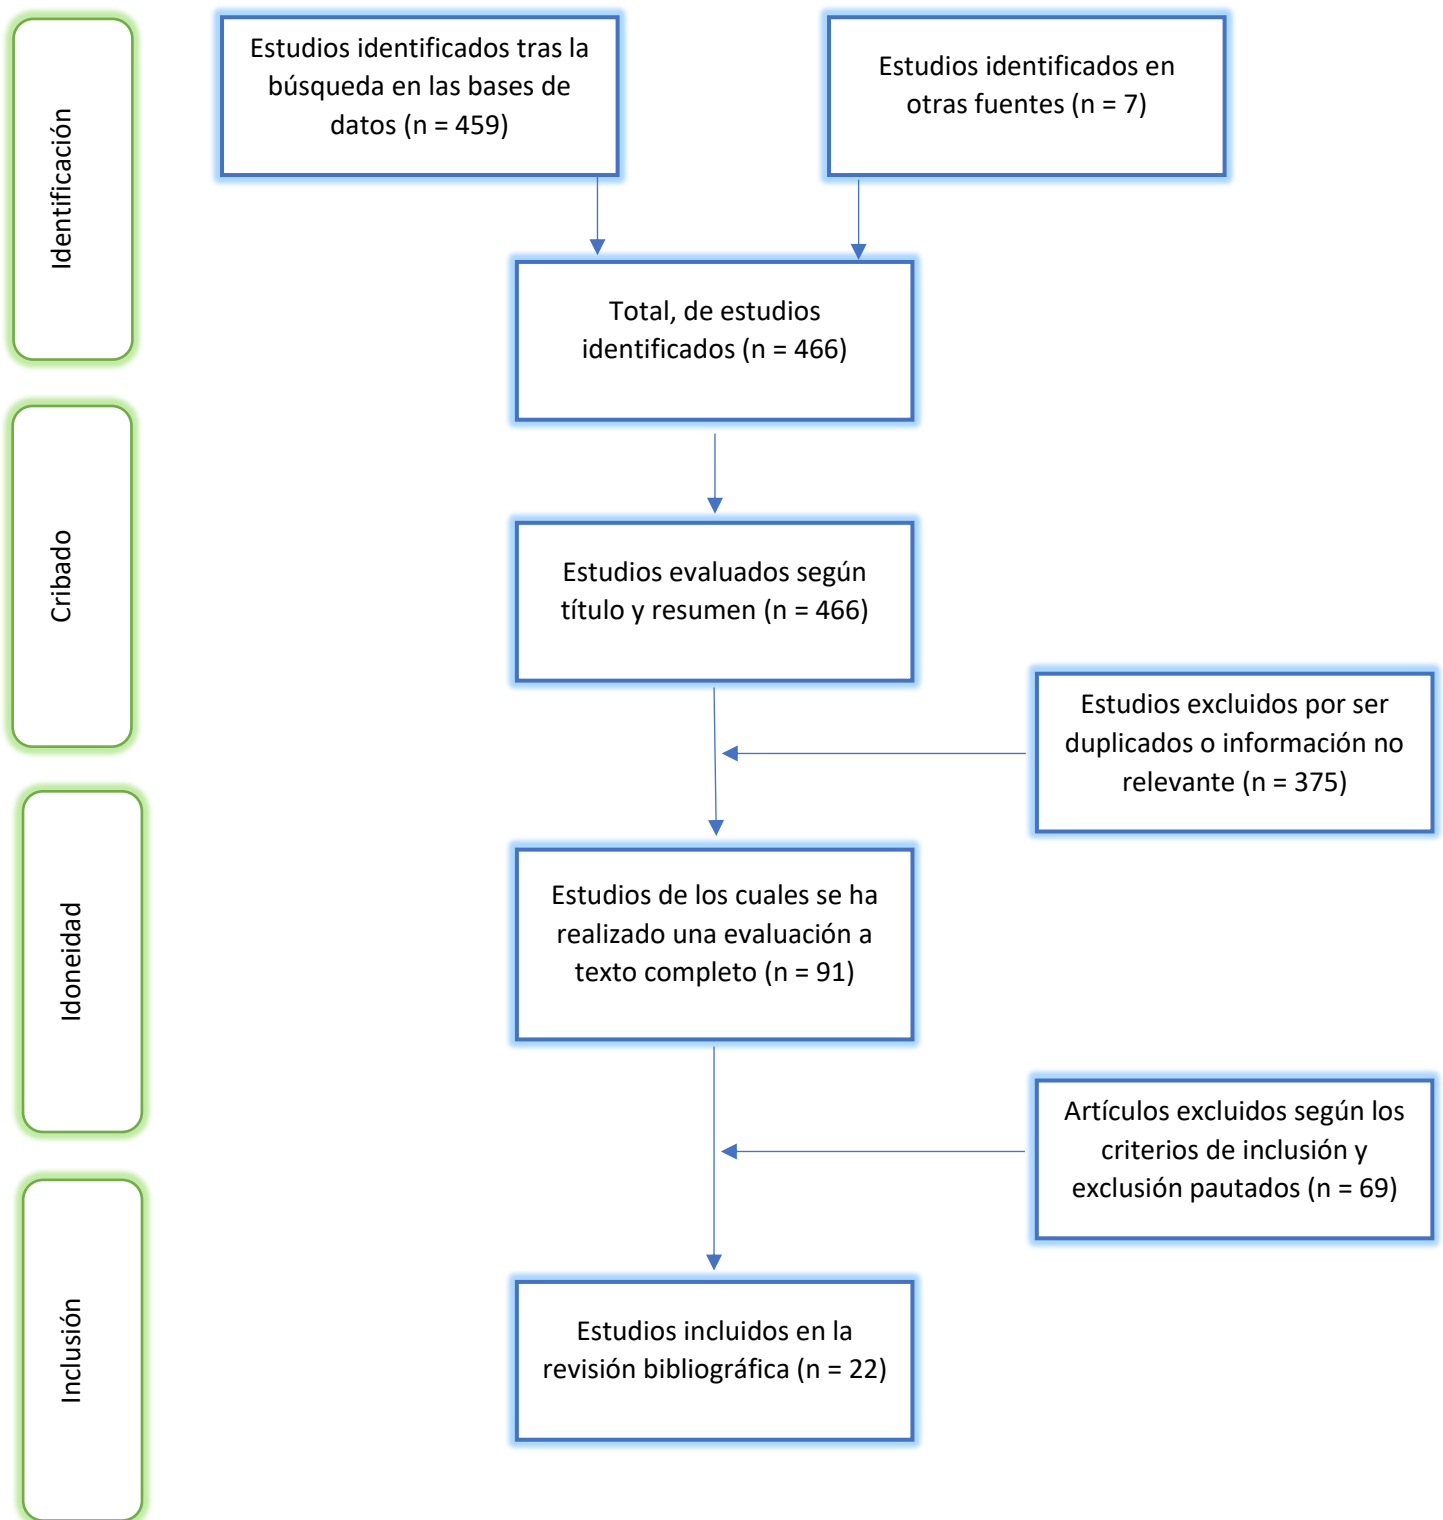 Identificación
Estudios identificados tras la
búsqueda en las bases de
datos (n = 459)
Estudios identificados en
otras fuentes (n = 7)
Total, de estudios
identificados (n = 466)
Cribado
Estudios evaluados según
título y resumen (n = 466)
Estudios excluidos por ser
duplicados o información no
relevante (n = 375)
Idoneidad
Estudios de los cuales se ha
realizado una evaluación a
texto completo (n = 91)
Artículos excluidos según los
criterios de inclusión y
exclusión pautados (n = 69)
Inclusión
Estudios incluidos en la
revisión bibliográfica (n = 22)